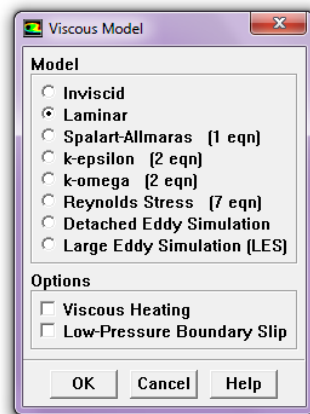 Viscous Model
Model
Inviscid
Laminar
Spalart-Allmaras (1 eqn)
k-epsilon (2 eqn)
k-omega (2 eqn)
Reynolds Stress (7 eqn)
Detached Eddy Simulation
Large Eddy Simulation (LES)
Options
Viscous Heating
Low-Pressure Boundary Slip
OK Cancel Help